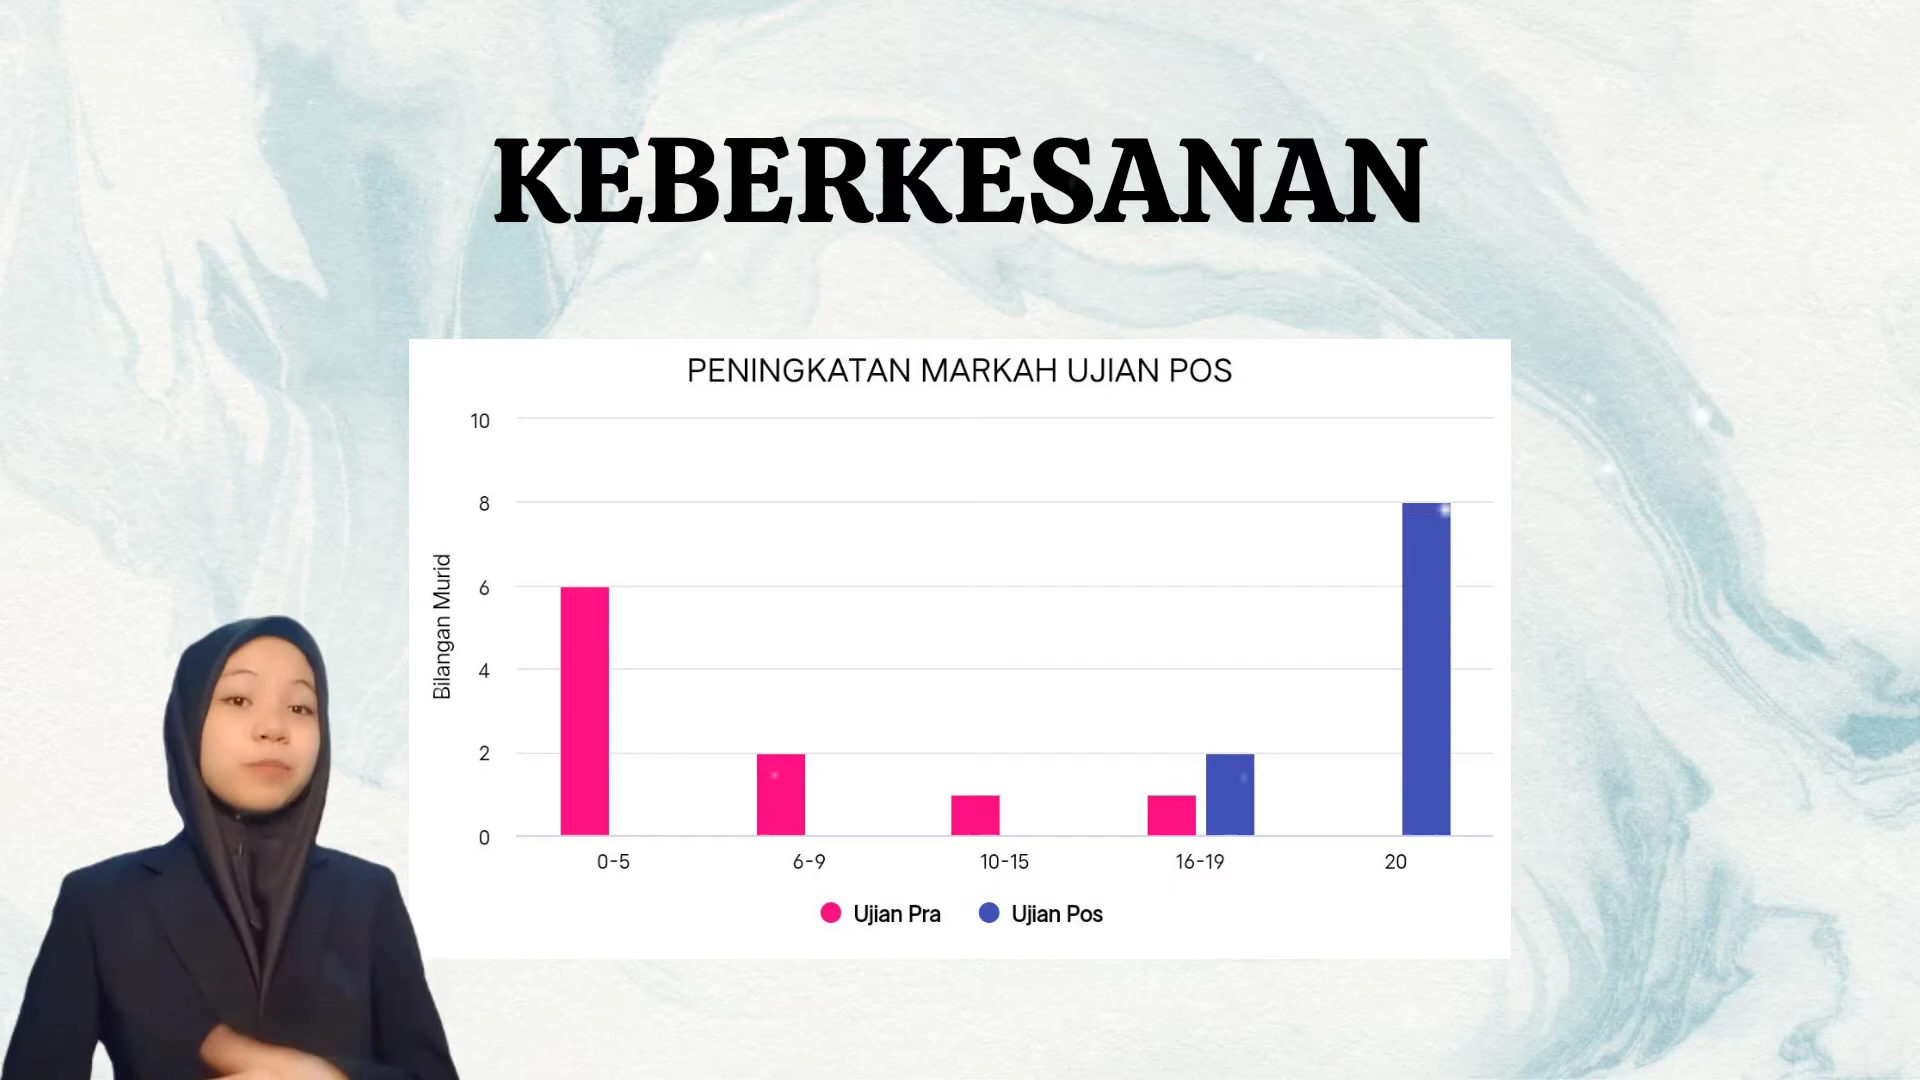 KEBERKESANAN
PENINGKATAN MARKAH UJIAN POS
Bilangan Murid
10
8
6
4
2
0
0-5 6-9 10-15 16-19 20
Ujian Pra Ujian Pos